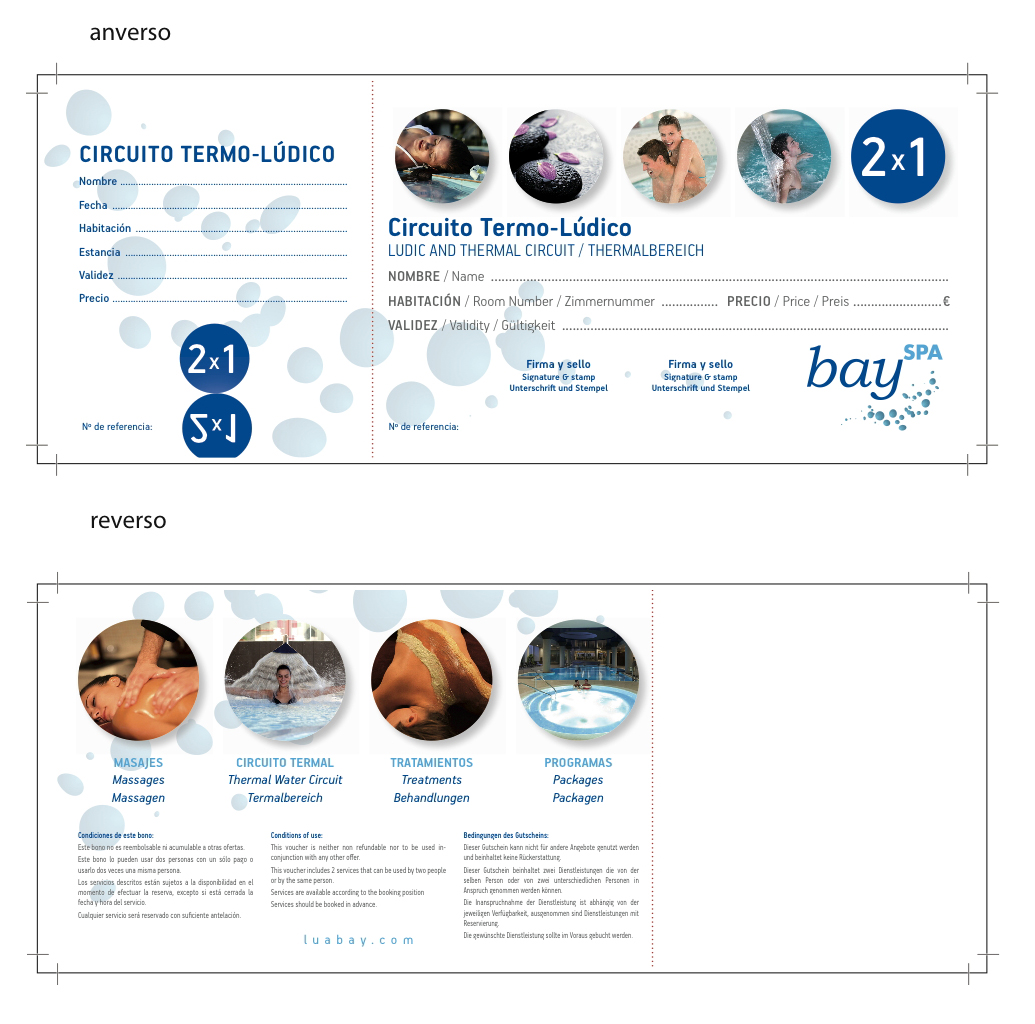 anverso
CIRCUITO TERMO-LÚDICO
Nombre
Fecha
Habitación
Estancia
Validez
Precio
2x1
2x1
Nº de referencia:
2x1
Circuito Termo-Lúdico
LUDIC AND THERMAL CIRCUIT / THERMALBEREICH
NOMBRE / Name
HABITACIÓN / Room Number / Zimmernummer PRECIO / Price / Preis €
VALIDEZ / Validity / Gültigkeit
Firma y sello
Signature & stamp
Unterschrift und Stempel
Firma y sello
Signature & stamp
Unterschrift und Stempel
bay SPA
Nº de referencia:
reverso
MASAJES
Massages
Massagen
CIRCUITO TERMAL
Thermal Water Circuit
Termalbereich
TRATAMIENTOS
Treatments
Behandlungen
PROGRAMAS
Packages
Packagen
Condiciones de este bono:
Este bono no es reembolsable ni acumulable a otras ofertas.
Este bono lo pueden usar dos personas con un sólo pago o
usarlo dos veces una misma persona.
Los servicios descritos están sujetos a la disponibilidad en el
momento de efectuar la reserva, excepto si está cerrada la
fecha y hora del servicio.
Cualquier servicio será reservado con suficiente antelación.
Conditions of use:
This voucher is neither non refundable nor to be used in-
conjunction with any other offer.
This voucher includes 2 services that can be used by two people
or by the same person.
Services are available according to the booking position
Services should be booked in advance.
Bedingungen des Gutscheins:
Dieser Gutschein kann nicht für andere Angebote genutzt werden
und beinhaltet keine Rückerstattung.
Dieser Gutschein beinhaltet zwei Dienstleistungen die von der
selben Person oder von zwei unterschiedlichen Personen in
Anspruch genommen werden können.
Die Inanspruchnahme der Dienstleistung ist abhängig von der
jeweiligen Verfügbarkeit, ausgenommen sind Dienstleistungen mit
Reservierung.
Die gewünschte Dienstleistung sollte im Voraus gebucht werden.
luabay.com